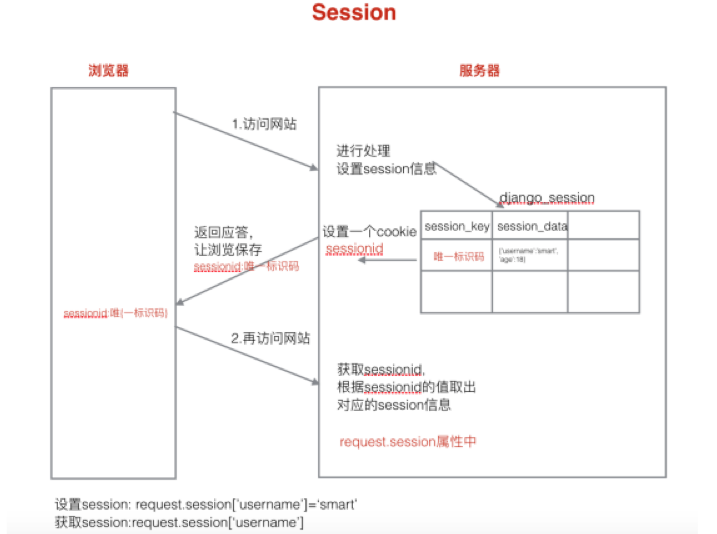 Session
浏览器
服务器
1.访问网站
进行处理
设置session信息
django_session
session_key session_data
唯一标识码
{'username':'smart',
'age':18}
设置一个cookie
sessionid
返回应答,
让浏览保存
sessionid:唯一标识码
sessionid:唯(一标识码)
2.再访问网站
获取sessionid,
根据sessionid的值取出
对应的session信息
request.session属性中
设置session: request.session['username']='smart'
获取session:request.session['username']